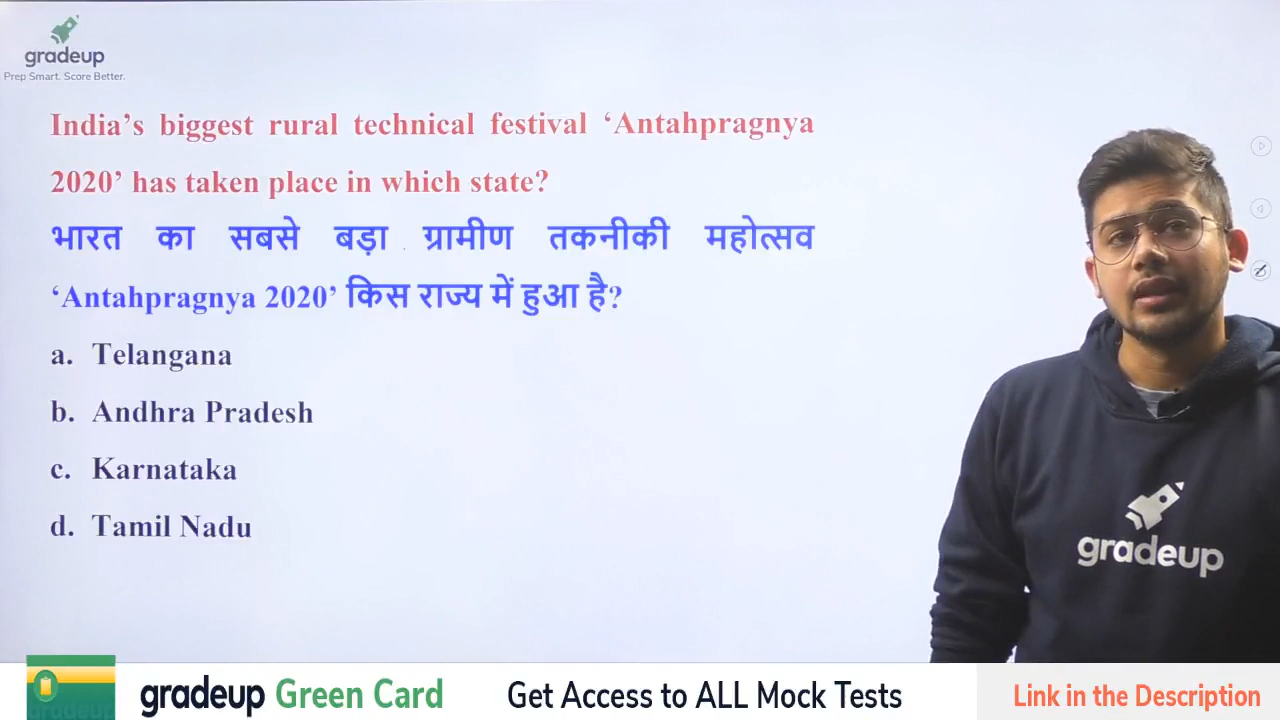 gradeup
Prep Smart. Score Better.
India’s biggest rural technical festival ‘Antahpragnya
2020’ has taken place in which state?
भारत का सबसे बड़ा ग्रामीण तकनीकी महोत्सव
‘Antahpragnya 2020’ किस राज्य में हुआ है?
a. Telangana
b. Andhra Pradesh
c. Karnataka
d. Tamil Nadu
gradeup
gradeup
gradeup Green Card
Get Access to ALL Mock Tests
Link in the Description